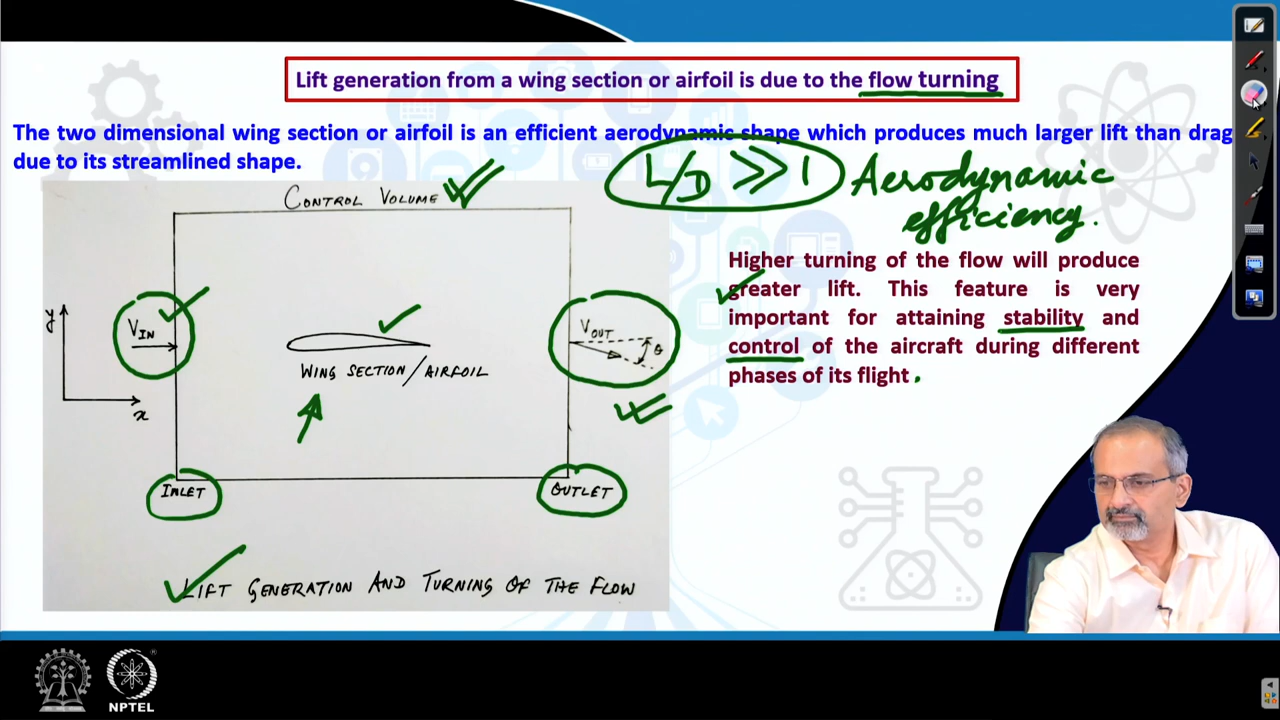 Lift generation from a wing section or airfoil is due to the flow turning
The two dimensional wing section or airfoil is an efficient aerodynamic shape which produces much larger lift than drag
due to its streamlined shape.
L/D >> 1 Aerodynamic
efficiency.
CONTROL VOLUME
Higher turning of the flow will produce
greater lift. This feature is very
important for attaining stability and
control of the aircraft during different
phases of its flight.
y
x
V_IN
WING SECTION/AIRFOIL
V_OUT
θ
INLET
OUTLET
LIFT GENERATION AND TURNING OF THE FLOW
NPTEL